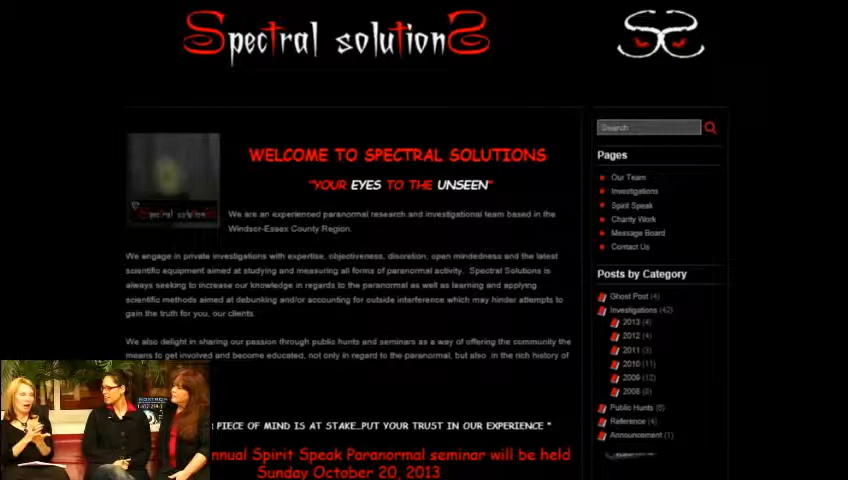 Spectral solutionS
Search
WELCOME TO SPECTRAL SOLUTIONS
"YOUR EYES TO THE UNSEEN"
We are an experienced paranormal research and investigational team based in the
Windsor-Essex County Region.
We engage in private investigations with expertise, objectiveness, discretion, open mindedness and the latest
scientific equipment aimed at studying and measuring all forms of paranormal activity.  Spectral Solutions is
always seeking to increase our knowledge in regards to the paranormal as well as learning and applying
scientific methods aimed at debunking and/or accounting for outside interference which may hinder attempts to
gain the truth for you, our clients.
We also delight in sharing our passion through public hunts and seminars as a way of offering the community the
means to get involved and become educated, not only in regard to the paranormal, but also  in the rich history of
PIECE OF MIND IS AT STAKE..PUT YOUR TRUST IN OUR EXPERIENCE "
nnual Spirit Speak Paranormal seminar will be held
Sunday October 20, 2013
Pages
Our Team
Investigations
Spirit Speak
Charity Work
Message Board
Contact Us
Posts by Category
Ghost Post (4)
Investigations (42)
2013 (4)
2012 (4)
2011 (3)
2010 (11)
2009 (12)
2008 (8)
Public Hunts (6)
Reference (4)
Announcement (1)